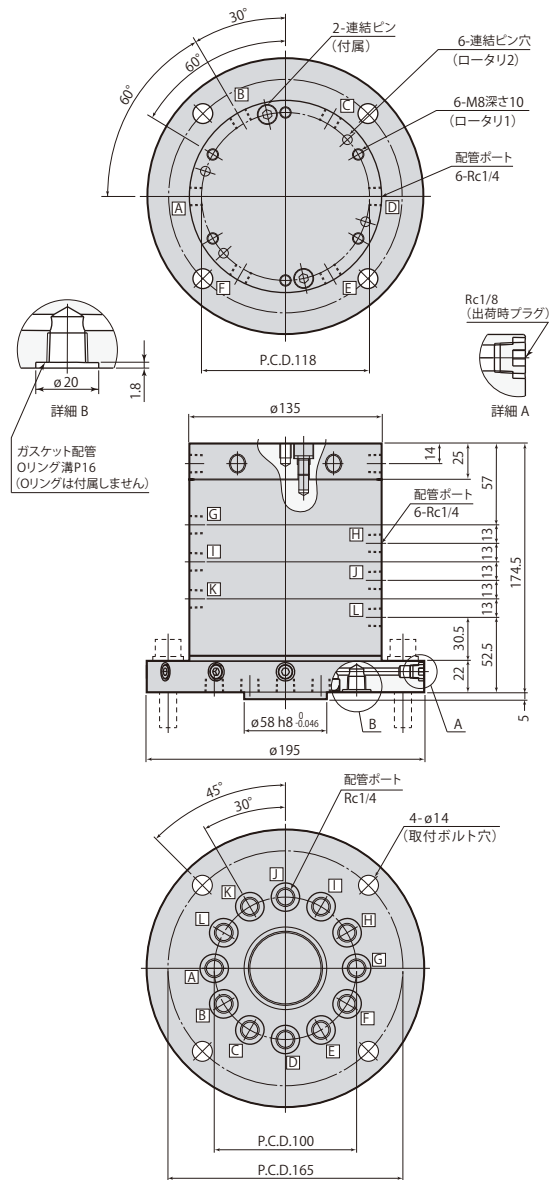 30°
60°
60°
2-連結ピン
(付属)
6-連結ピン穴
(ロータリ2)
6-M8深さ10
(ロータリ1)
配管ポート
6-Rc1/4
A
B
C
D
E
F
P.C.D.118
ø20
1.8
詳細 B
ガスケット配管
Oリング溝P16
(Oリングは付属しません)
Rc1/8
(出荷時プラグ)
詳細 A
ø135
14
25
57
配管ポート
6-Rc1/4
G
H
I
J
K
L
13
13
13
13
13
174.5
30.5
52.5
22
5
ø58 h8 0 -0.046
B
A
ø195
45°
30°
配管ポート
Rc1/4
4-ø14
(取付ボルト穴)
J
K
I
L
H
A
G
B
F
C
E
D
P.C.D.100
P.C.D.165